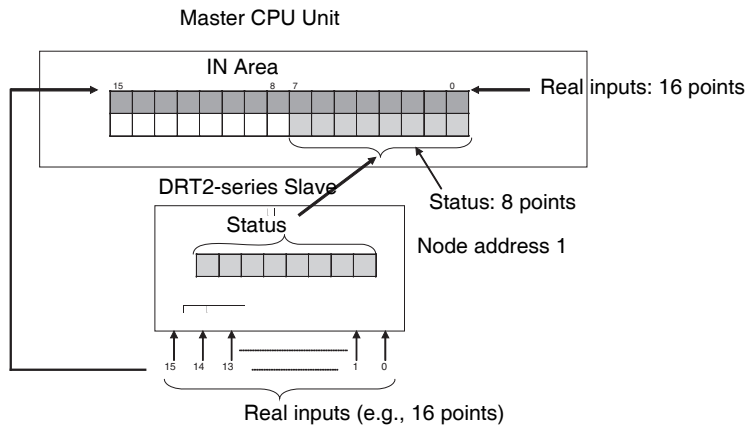 Master CPU Unit
IN Area
15 8 7 0
Real inputs: 16 points
DRT2-series Slave
Status: 8 points
Status
Node address 1
15 14 13 1 0
Real inputs (e.g., 16 points)